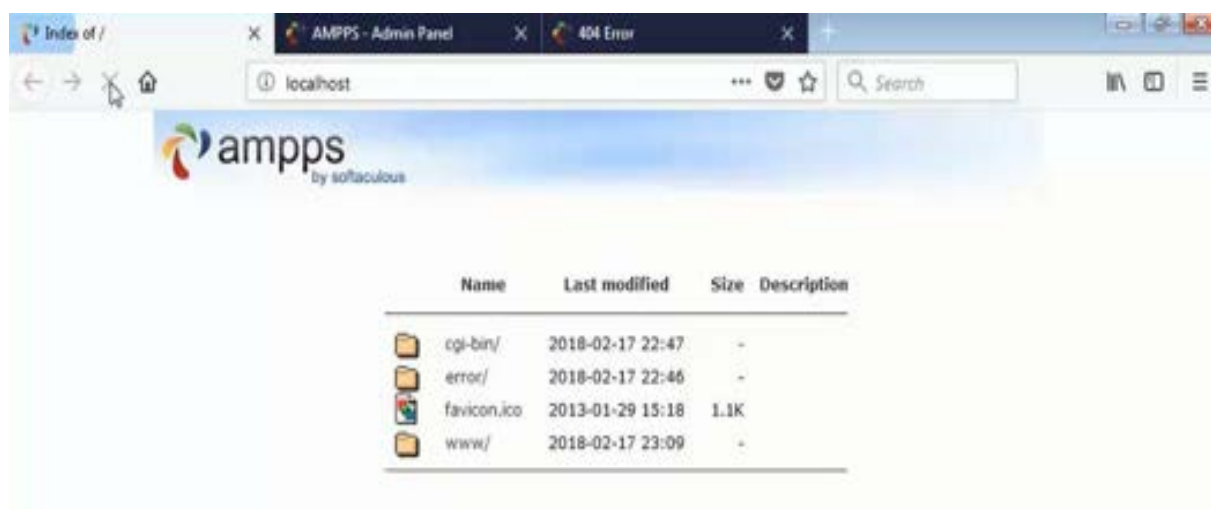 Index of /
AMPPS - Admin Panel
404 Error
localhost
Search
ampps
by softaculous
Name Last modified Size Description
cgi-bin/ 2018-02-17 22:47 -
error/ 2018-02-17 22:46 -
favicon.ico 2013-01-29 15:18 1.1K
www/ 2018-02-17 23:09 -